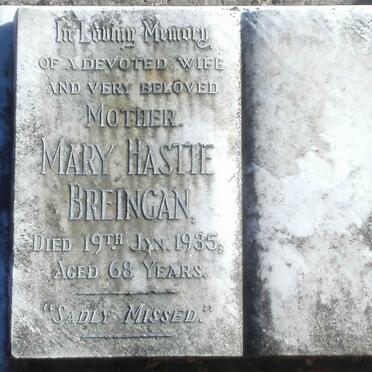 In Loving Memory
OF A DEVOTED WIFE
AND VERY BELOVED
MOTHER.
MARY HASTIE
BREINGAN,
DIED 19TH JAN. 1935,
AGED 68 YEARS.
"SADLY MISSED."